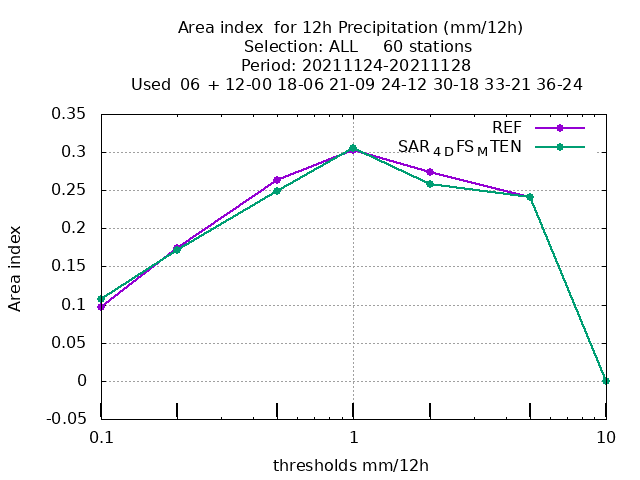 Area index  for 12h Precipitation (mm/12h)
Selection: ALL     60 stations
Period: 20211124-20211128
Used  06 + 12-00 18-06 21-09 24-12 30-18 33-21 36-24
REF
SAR4DFSMTEN
0.35
0.3
0.25
0.2
0.15
0.1
0.05
0
-0.05
Area index
0.1 1 10
thresholds mm/12h